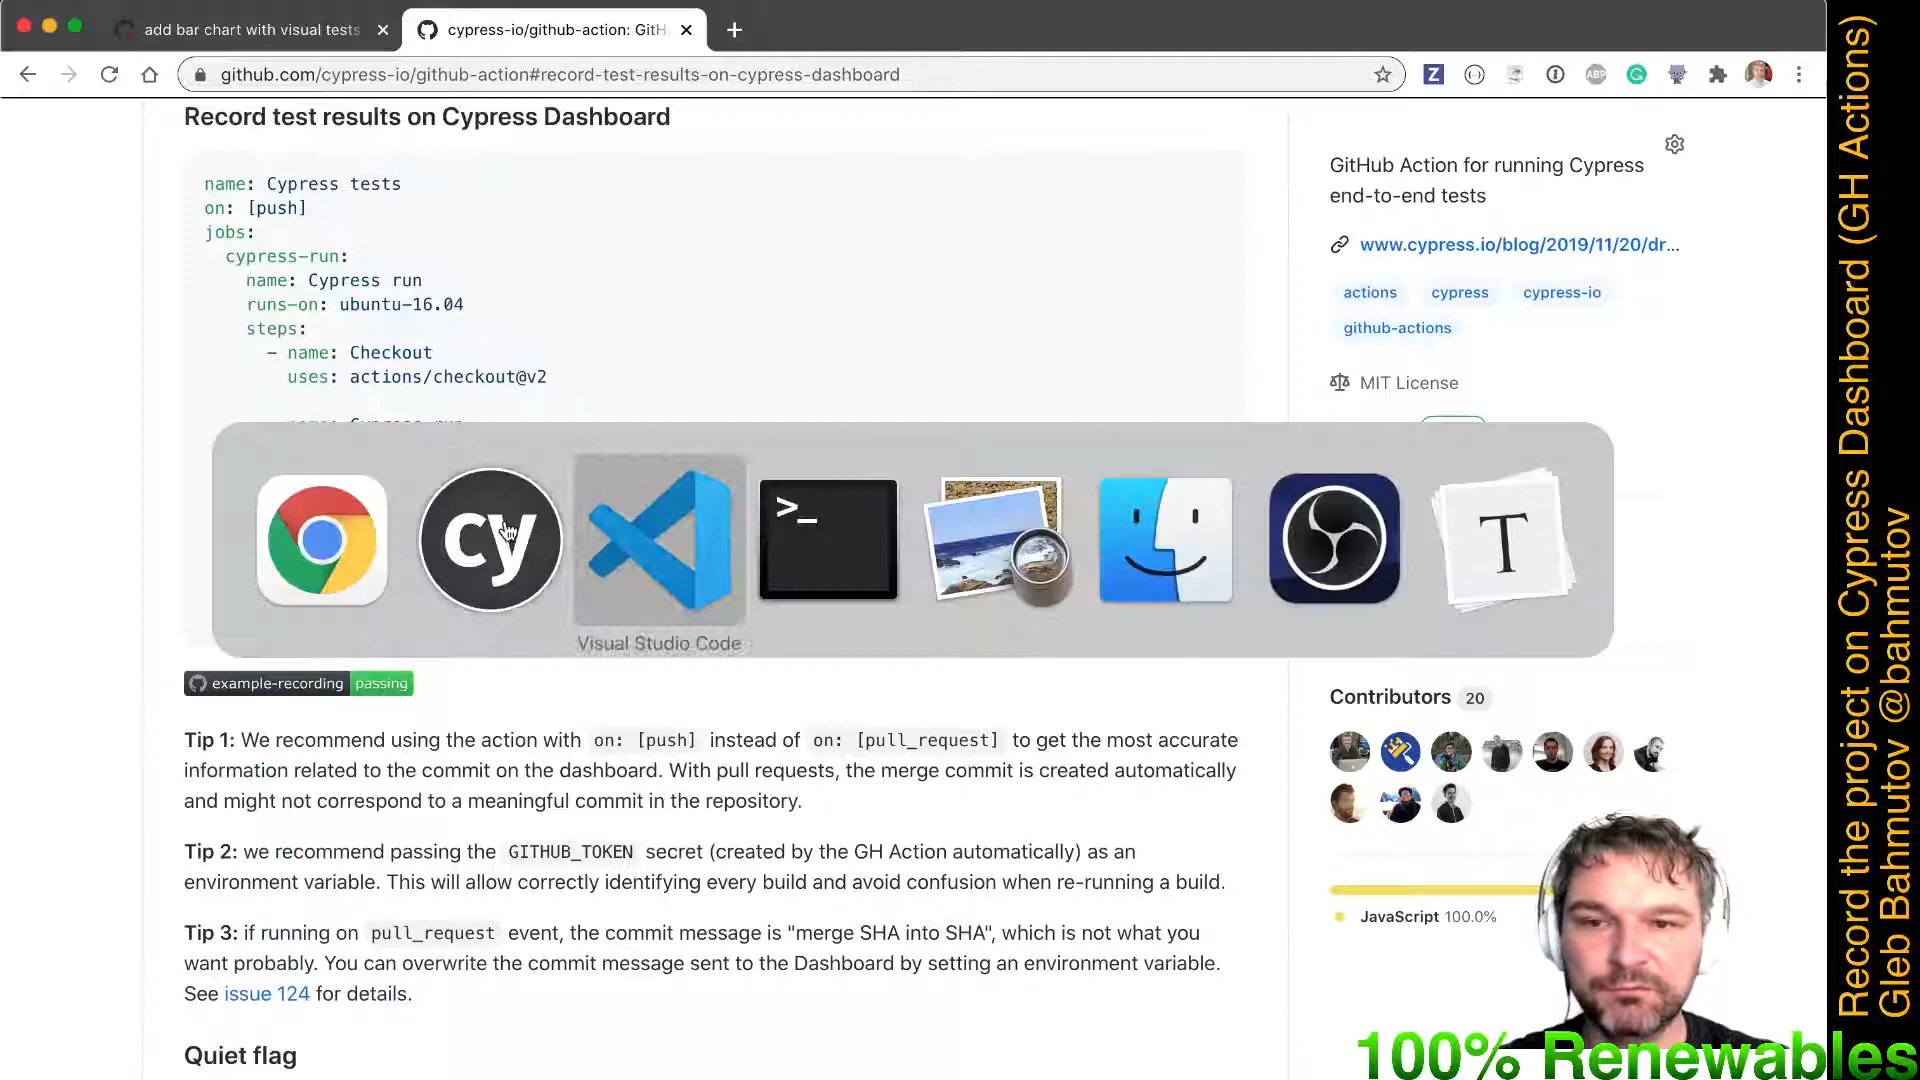 add bar chart with visual tests
cypress-io/github-action: GitH
github.com/cypress-io/github-action#record-test-results-on-cypress-dashboard
Z
ABP
G
Record test results on Cypress Dashboard
name: Cypress tests
on: [push]
jobs:
cypress-run:
name: Cypress run
runs-on: ubuntu-16.04
steps:
- name: Checkout
uses: actions/checkout@v2
GitHub Action for running Cypress
end-to-end tests
www.cypress.io/blog/2019/11/20/dr...
actions cypress cypress-io
github-actions
MIT License
cy
>_
T
Visual Studio Code
example-recording passing
Tip 1: We recommend using the action with on: [push] instead of on: [pull_request] to get the most accurate
information related to the commit on the dashboard. With pull requests, the merge commit is created automatically
and might not correspond to a meaningful commit in the repository.
Tip 2: we recommend passing the GITHUB_TOKEN secret (created by the GH Action automatically) as an
environment variable. This will allow correctly identifying every build and avoid confusion when re-running a build.
Tip 3: if running on pull_request event, the commit message is "merge SHA into SHA", which is not what you
want probably. You can overwrite the commit message sent to the Dashboard by setting an environment variable.
See issue 124 for details.
Quiet flag
Contributors 20
JavaScript 100.0%
Record the project on Cypress Dashboard (GH Actions)
Gleb Bahmutov @bahmutov
100% Renewables